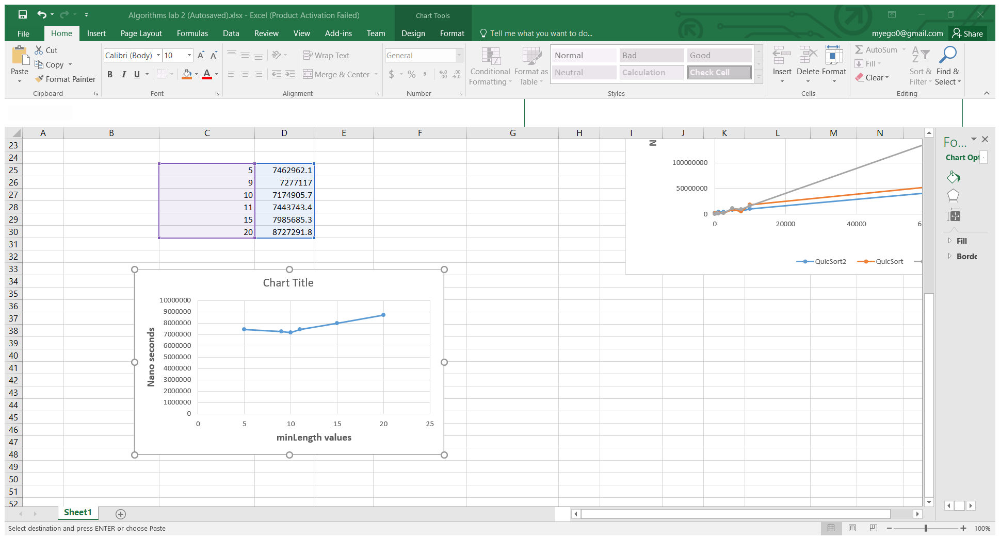 Algorithms lab 2 (Autosaved).xlsx - Excel (Product Activation Failed)
Chart Tools
File Home Insert Page Layout Formulas Data Review View Add-ins Team Design Format Tell me what you want to do...
myego0@gmail.com Share
Paste
Cut
Copy
Format Painter
Clipboard
Calibri (Body) 10 A A
B I U A
Font
Wrap Text
Merge & Center
Alignment
General
$ % , .0 .00 .00 .0
Number
Conditional Formatting
Format as Table
Normal Bad Good
Neutral Calculation Check Cell
Styles
Insert Delete Format
Cells
AutoSum
Fill
Clear
Sort & Filter
Find & Select
Editing
A B C D E F G H I J K L M N
23
24
25 5 7462962.1
26 9 7277117
27 10 7174905.7
28 11 7443743.4
29 15 7985685.3
30 20 8727291.8
31
32
33
34
35
36
37
38
39
40
41
42
43
44
45
46
47
48
49
50
51
52
Chart Title
10000000
9000000
8000000
7000000
6000000
5000000
4000000
3000000
2000000
1000000
0
0 5 10 15 20 25
Nano seconds
minLength values
N
100000000
50000000
0
0 20000 40000 6
QuicSort2 QuicSort
Fo...
Chart Opt
Fill
Borde
Sheet1
Select destination and press ENTER or choose Paste
100%